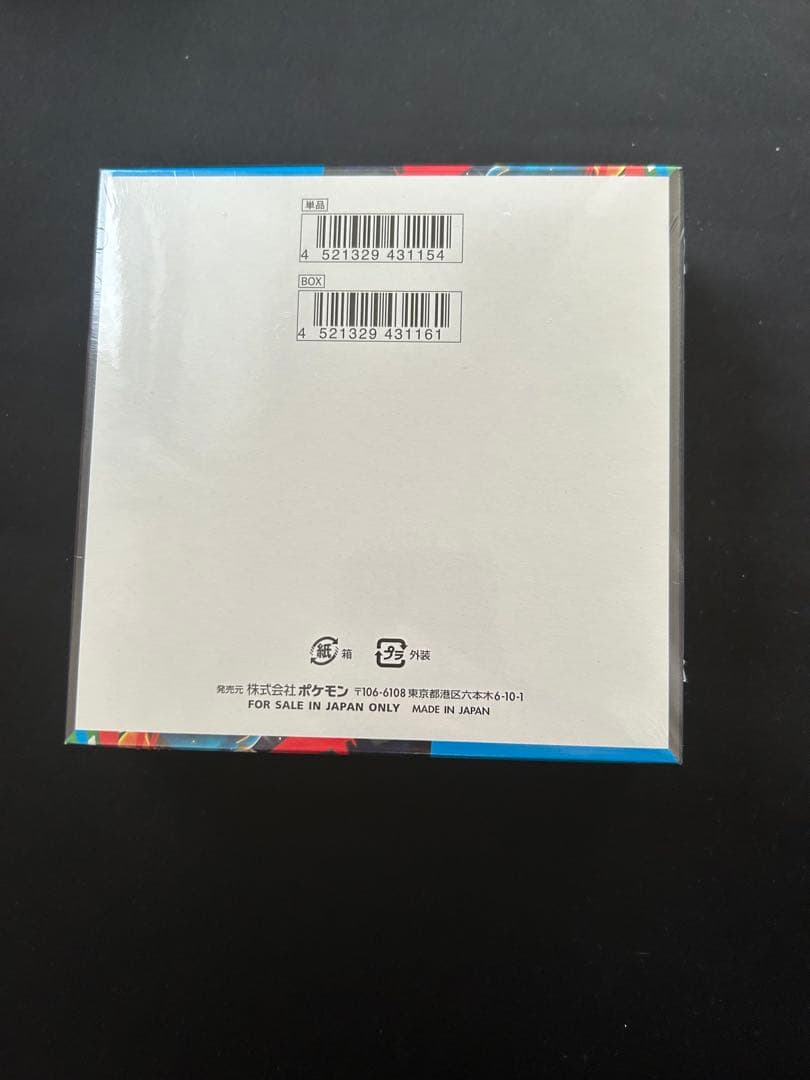 単品
4 521329 431154
BOX
4 521329 431161
紙 箱 プラ 外装
発売元 株式会社ポケモン 〒106-6108 東京都港区六本木6-10-1
FOR SALE IN JAPAN ONLY MADE IN JAPAN